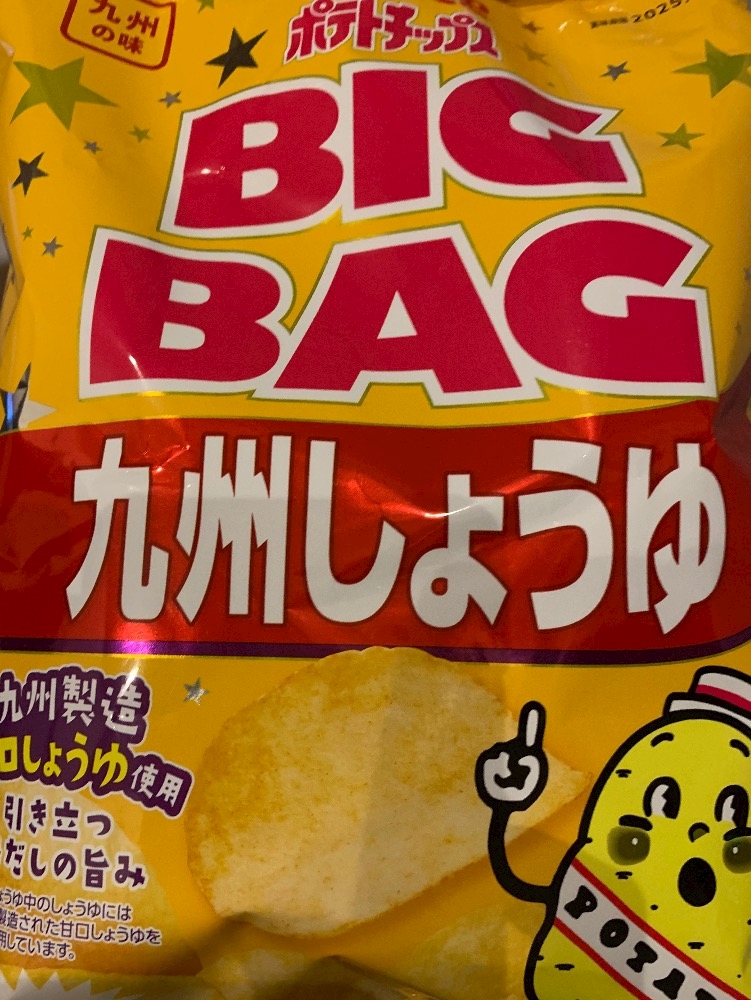 九州
の味
2025.
ポテトチップス
BIG
BAG
九州しょうゆ
九州製造
口しょうゆ使用
引き立つ
だしの旨み
ょうゆ中のしょうゆには
製造された甘口しょうゆを
用しています。
POTA